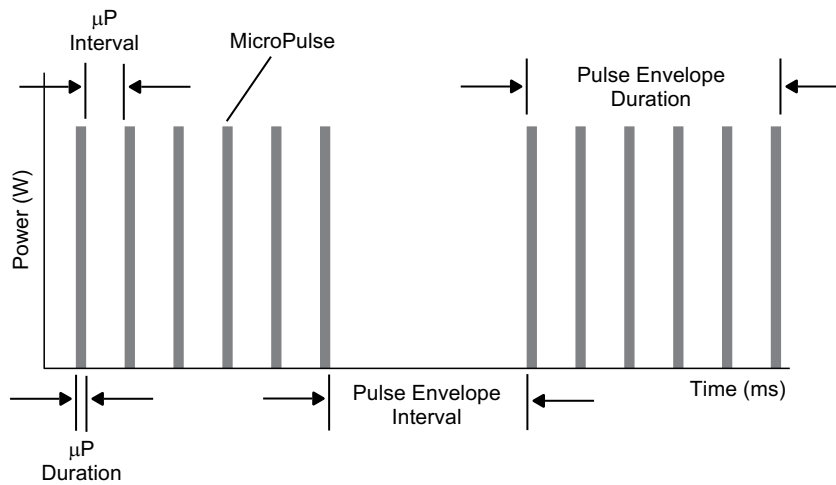 μP
Interval
MicroPulse
Pulse Envelope
Duration
Power (W)
Time (ms)
Pulse Envelope
Interval
μP
Duration